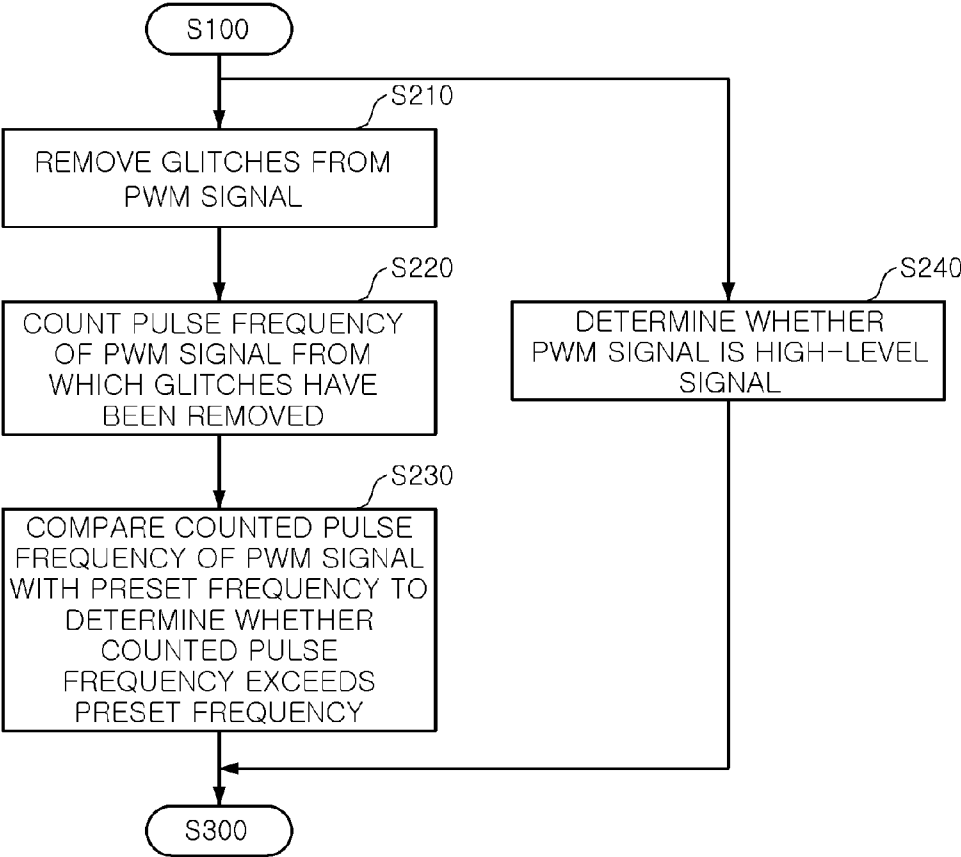 S100
S210
REMOVE GLITCHES FROM
PWM SIGNAL
S220
COUNT PULSE FREQUENCY
OF PWM SIGNAL FROM
WHICH GLITCHES HAVE
BEEN REMOVED
S240
DETERMINE WHETHER
PWM SIGNAL IS HIGH-LEVEL
SIGNAL
S230
COMPARE COUNTED PULSE
FREQUENCY OF PWM SIGNAL
WITH PRESET FREQUENCY TO
DETERMINE WHETHER
COUNTED PULSE
FREQUENCY EXCEEDS
PRESET FREQUENCY
S300